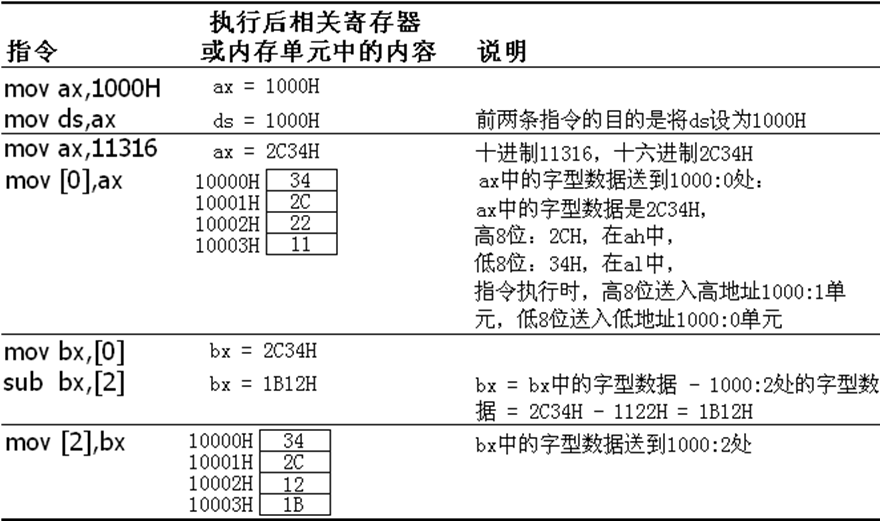 指令 执行后相关寄存器或内存单元中的内容 说明
mov ax,1000H ax = 1000H
mov ds,ax ds = 1000H 前两条指令的目的是将ds设为1000H
mov ax,11316 ax = 2C34H 十进制11316，十六进制2C34H
mov [0],ax 10000H 34 ax中的字型数据送到1000:0处：
10001H 2C ax中的字型数据是2C34H，
10002H 22 高8位：2CH，在ah中，
10003H 11 低8位：34H，在al中，
指令执行时，高8位送入高地址1000:1单
元，低8位送入低地址1000:0单元
mov bx,[0] bx = 2C34H
sub bx,[2] bx = 1B12H bx = bx中的字型数据 - 1000:2处的字型数
据 = 2C34H - 1122H = 1B12H
mov [2],bx 10000H 34 bx中的字型数据送到1000:2处
10001H 2C
10002H 12
10003H 1B